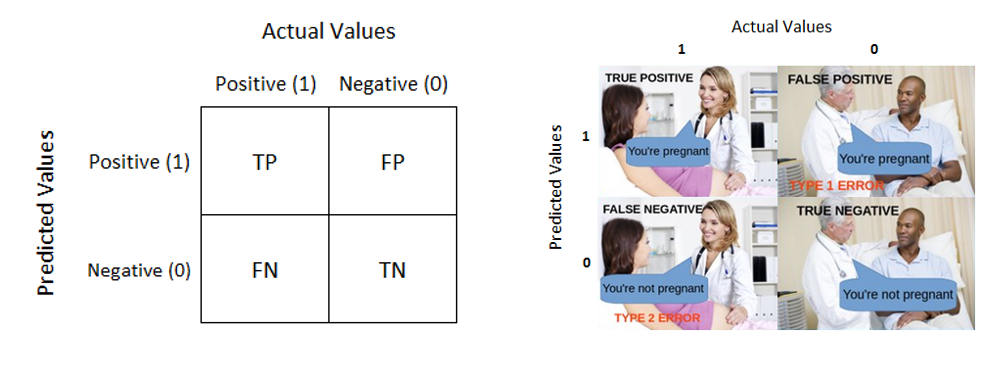 Actual Values
Positive (1) Negative (0)
Predicted Values
Positive (1) TP FP
Negative (0) FN TN
Actual Values
1 0
Predicted Values
1
TRUE POSITIVE
You're pregnant
FALSE POSITIVE
You're pregnant
TYPE 1 ERROR
0
FALSE NEGATIVE
You're not pregnant
TYPE 2 ERROR
TRUE NEGATIVE
You're not pregnant